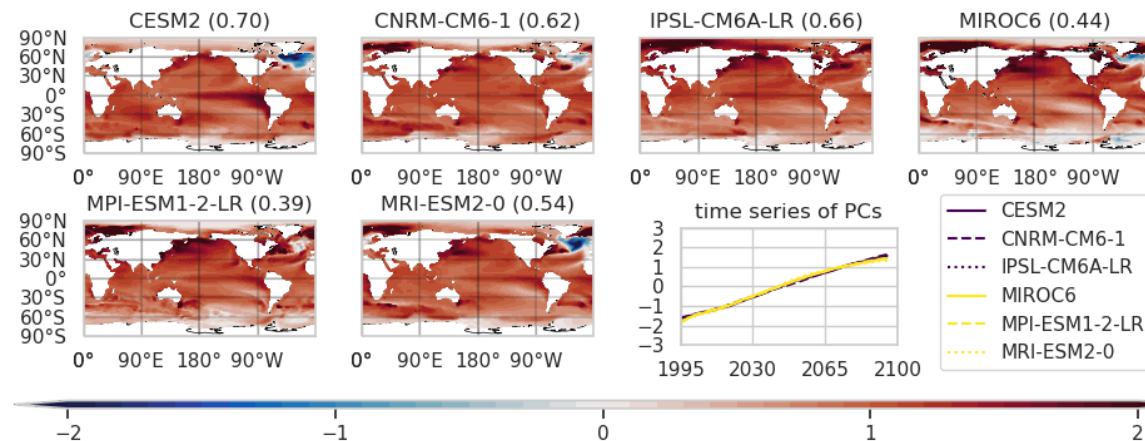 CESM2 (0.70) CNRM-CM6-1 (0.62) IPSL-CM6A-LR (0.66) MIROC6 (0.44)
90°N
60°N
30°N
0°
30°S
60°S
90°S
0° 90°E 180° 90°W 0° 90°E 180° 90°W 0° 90°E 180° 90°W 0° 90°E 180° 90°W
MPI-ESM1-2-LR (0.39) MRI-ESM2-0 (0.54)
90°N
60°N
30°N
0°
30°S
60°S
90°S
0° 90°E 180° 90°W 0° 90°E 180° 90°W
time series of PCs
3
2
1
0
−1
−2
−3
1995 2030 2065 2100
CESM2
CNRM-CM6-1
IPSL-CM6A-LR
MIROC6
MPI-ESM1-2-LR
MRI-ESM2-0
−2 −1 0 1 2